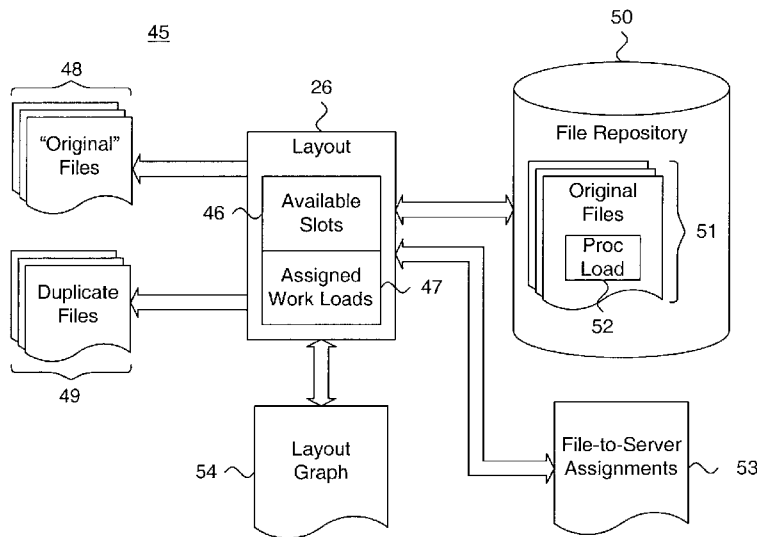 45
50
48
26
"Original"
Files
Layout
File Repository
46
Available
Slots
Original
Files
51
Proc
Load
52
Duplicate
Files
Assigned
Work Loads
47
49
54
Layout
Graph
File-to-Server
Assignments
53